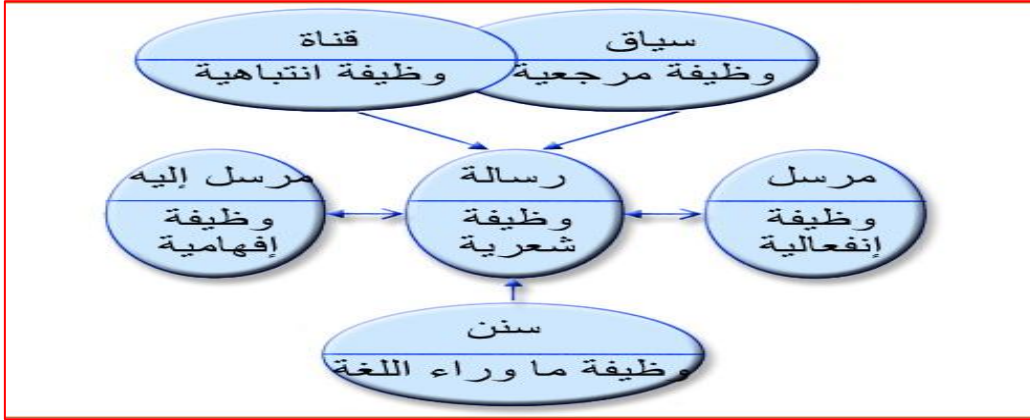 سياق
وظيفة مرجعية
قناة
وظيفة انتباهية
مرسل
وظيفة
إنفعالية
رسالة
وظيفة
شعرية
مرسل إليه
وظيفة
إفهامية
سنن
وظيفة ما وراء اللغة